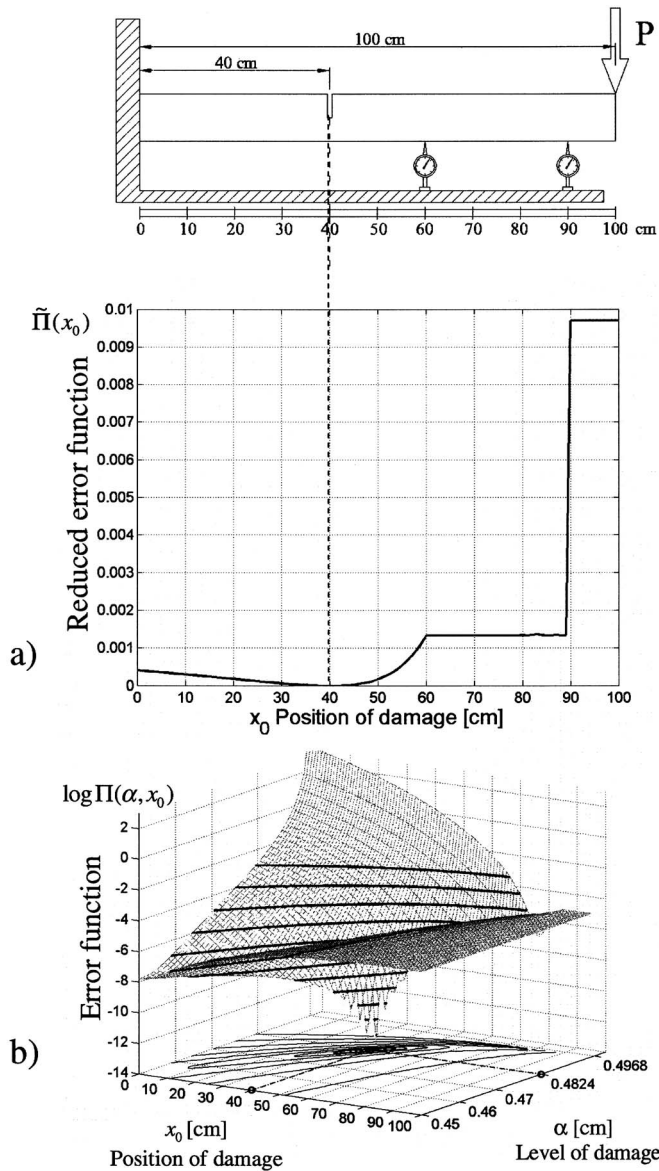 P
100 cm
40 cm
0 10 20 30 40 50 60 70 80 90 100 cm
Π̃(x₀)
Reduced error function
0.01
0.009
0.008
0.007
0.006
0.005
0.004
0.003
0.002
0.001
0
0 10 20 30 40 50 60 70 80 90 100
x₀ Position of damage [cm]
a)
log Π(α, x₀)
Error function
2
0
-2
-4
-6
-8
-10
-12
-14
0 10 20 30 40 50 60 70 80 90 100
0.45 0.46 0.47 0.4824 0.4968
x₀ [cm]
Position of damage
α [cm]
Level of damage
b)